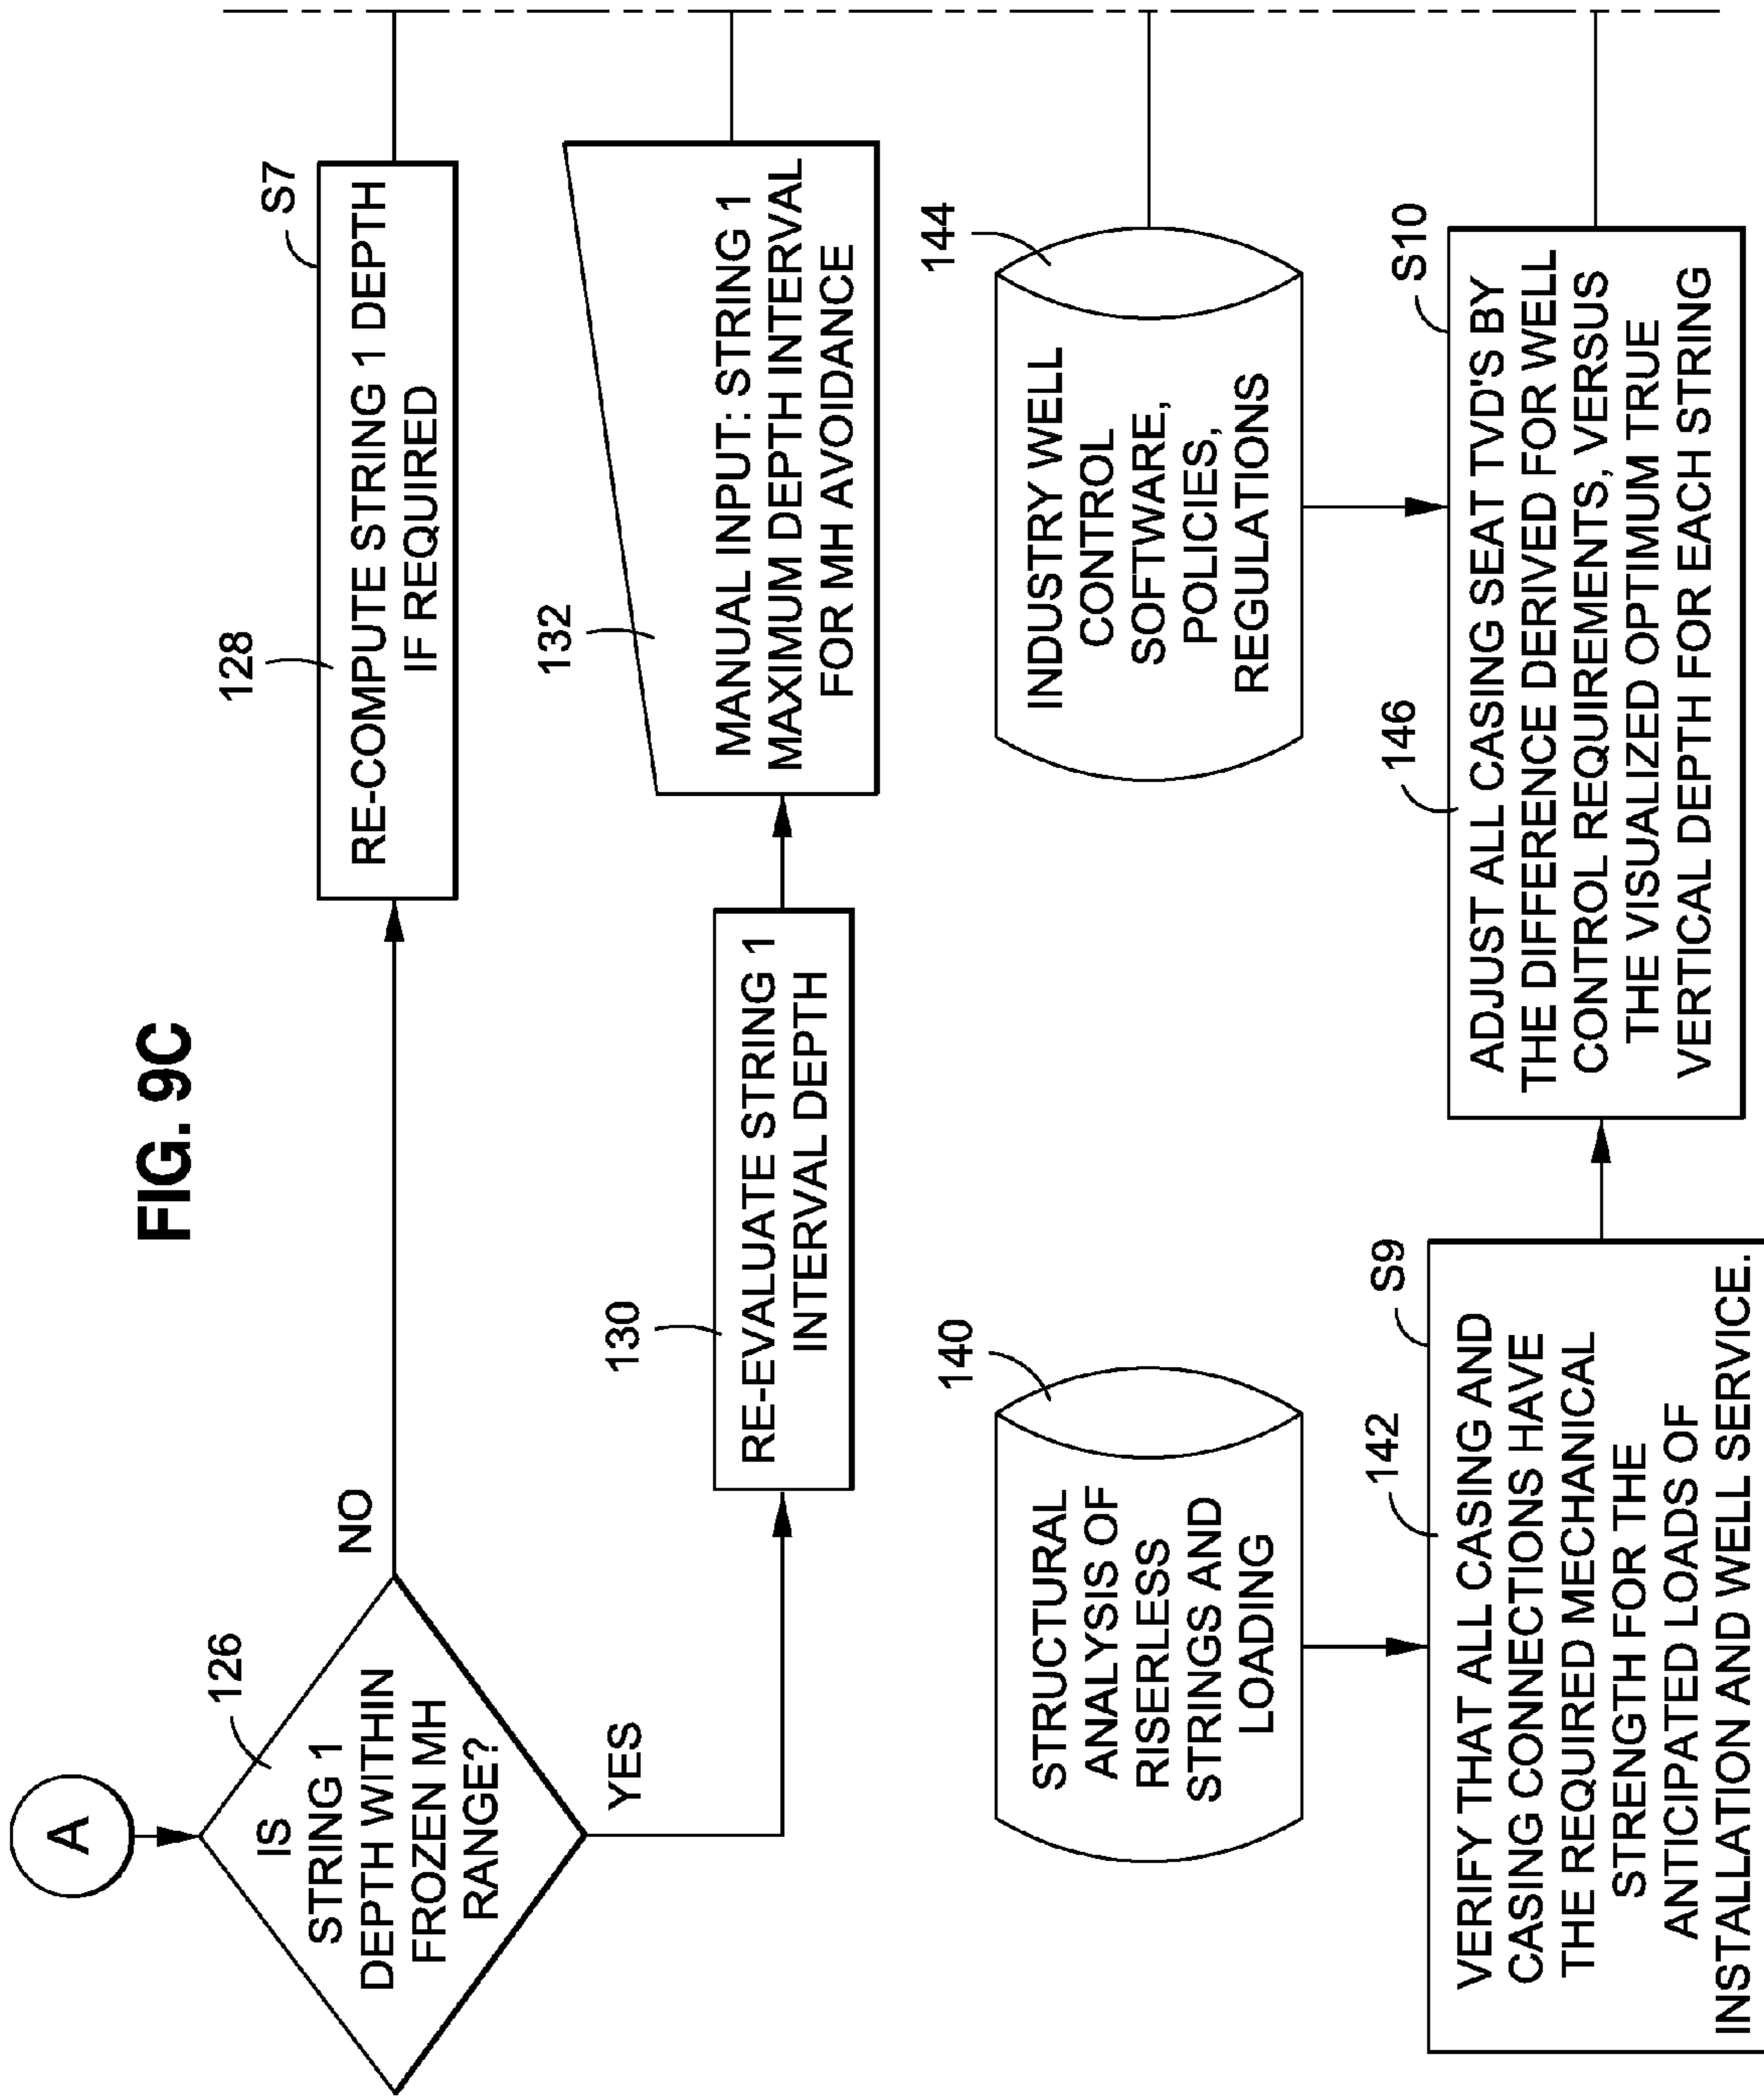 FIG. 9C
A
126
IS
STRING 1
DEPTH WITHIN
FROZEN MH
RANGE?
NO
YES
128
S7
RE-COMPUTE STRING 1 DEPTH
IF REQUIRED
130
RE-EVALUATE STRING 1
INTERVAL DEPTH
132
MANUAL INPUT: STRING 1
MAXIMUM DEPTH INTERVAL
FOR MH AVOIDANCE
140
STRUCTURAL
ANALYSIS OF
RISERLESS
STRINGS AND
LOADING
144
INDUSTRY WELL
CONTROL
SOFTWARE,
POLICIES,
REGULATIONS
142
S9
VERIFY THAT ALL CASING AND
CASING CONNECTIONS HAVE
THE REQUIRED MECHANICAL
STRENGTH FOR THE
ANTICIPATED LOADS OF
INSTALLATION AND WELL SERVICE.
146
S10
ADJUST ALL CASING SEAT TVD'S BY
THE DIFFERENCE DERIVED FOR WELL
CONTROL REQUIREMENTS, VERSUS
THE VISUALIZED OPTIMUM TRUE
VERTICAL DEPTH FOR EACH STRING